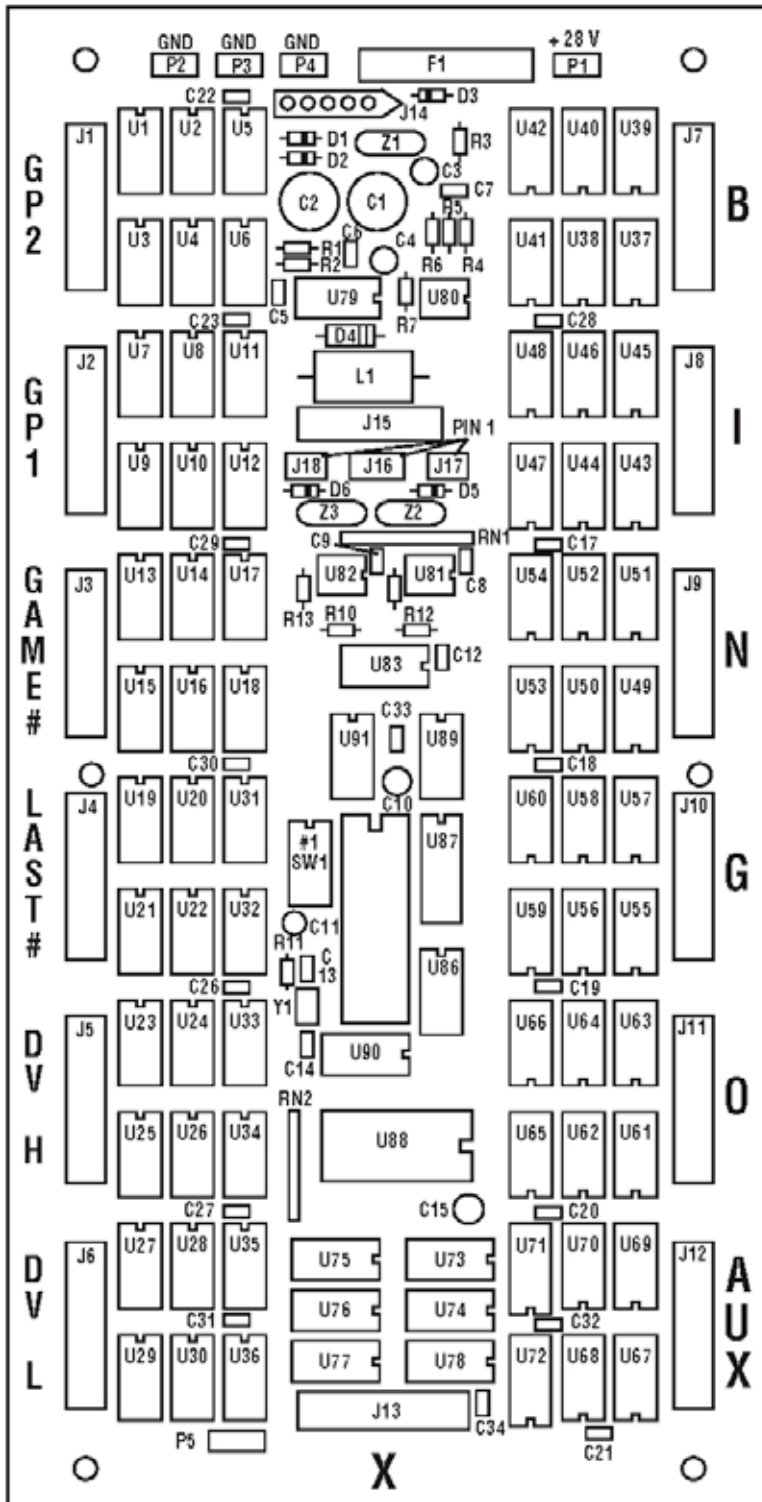 GND GND GND + 28 V
P2 P3 P4 F1 P1
C22 J14 D3
J1 U1 U2 U5 D1 Z1 R3 U42 U40 U39 J7
D2 C3
C2 C1 C7
GP2 R5 B
U3 U4 U6 R1 C6 C4 R6 R4 U41 U38 U37
R2
C5 U79 R7 U80
C23 C28
D4
J2 U7 U8 U11 L1 U48 U46 U45 J8
GP1 J15 I
PIN 1
U9 U10 U12 J18 J16 J17 U47 U44 U43
D6 D5
Z3 Z2
C29 C9 RN1 C17
J3 U13 U14 U17 U82 U81 C8 U54 U52 U51 J9
R13 R10 R12
GAME# N
U15 U16 U18 U83 C12 U53 U50 U49
C33
U91 U89
C30 C18
C10
J4 U19 U20 U31 U60 U58 U57 J10
#1 U87
SW1
LAST# G
U21 U22 U32 C11 U59 U56 U55
R11 C
13 U86
C26 C19
Y1
J5 U23 U24 U33 U66 U64 U63 J11
C14 U90
DV H RN2 O
U25 U26 U34 U88 U65 U62 U61
C27 C15 C20
J6 U27 U28 U35 U75 U73 U71 U70 U69 J12
C31 U76 U74 C32
DV L AUX
U29 U30 U36 U77 U78 U72 U68 U67
J13 C34
P5 C21
X